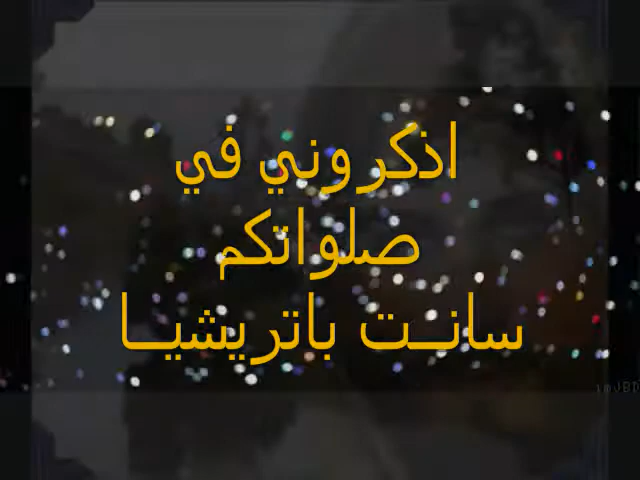 اذكروني في
صلواتكم
سانـت باتريشيـا